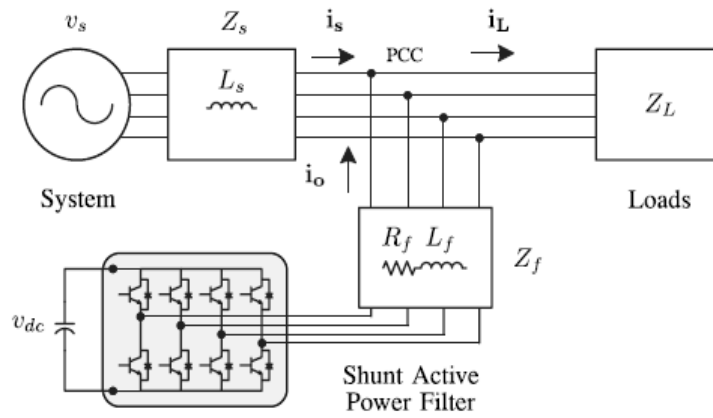 v_s
Z_s
i_s
i_L
PCC
L_s
Z_L
i_o
System
Loads
R_f L_f
Z_f
v_dc
Shunt Active
Power Filter